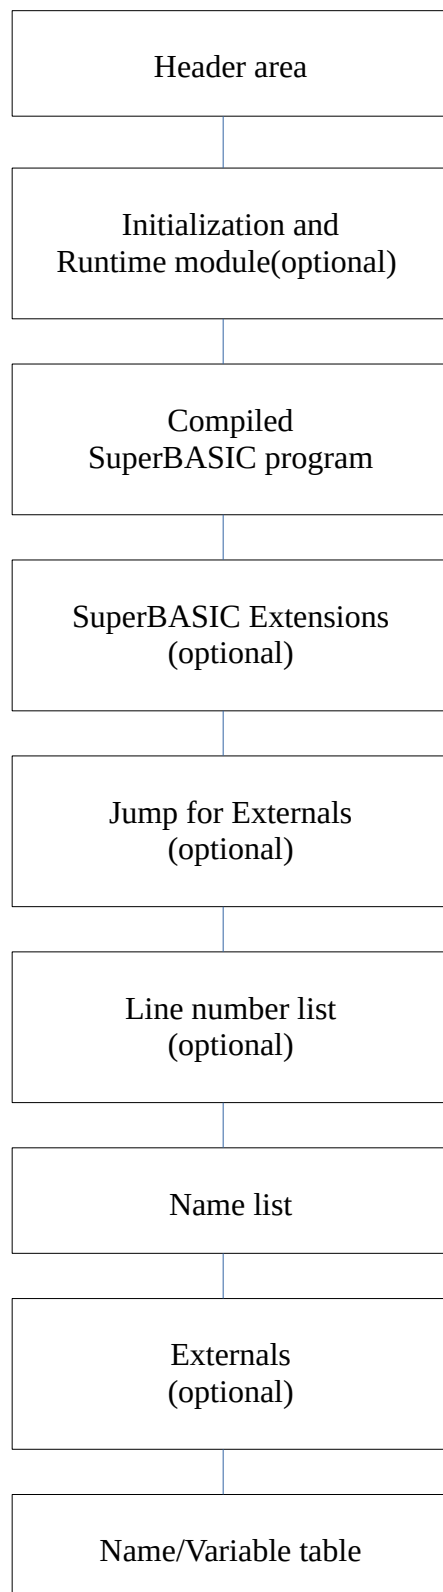 Header area
Initialization and
Runtime module(optional)
Compiled
SuperBASIC program
SuperBASIC Extensions
(optional)
Jump for Externals
(optional)
Line number list
(optional)
Name list
Externals
(optional)
Name/Variable table